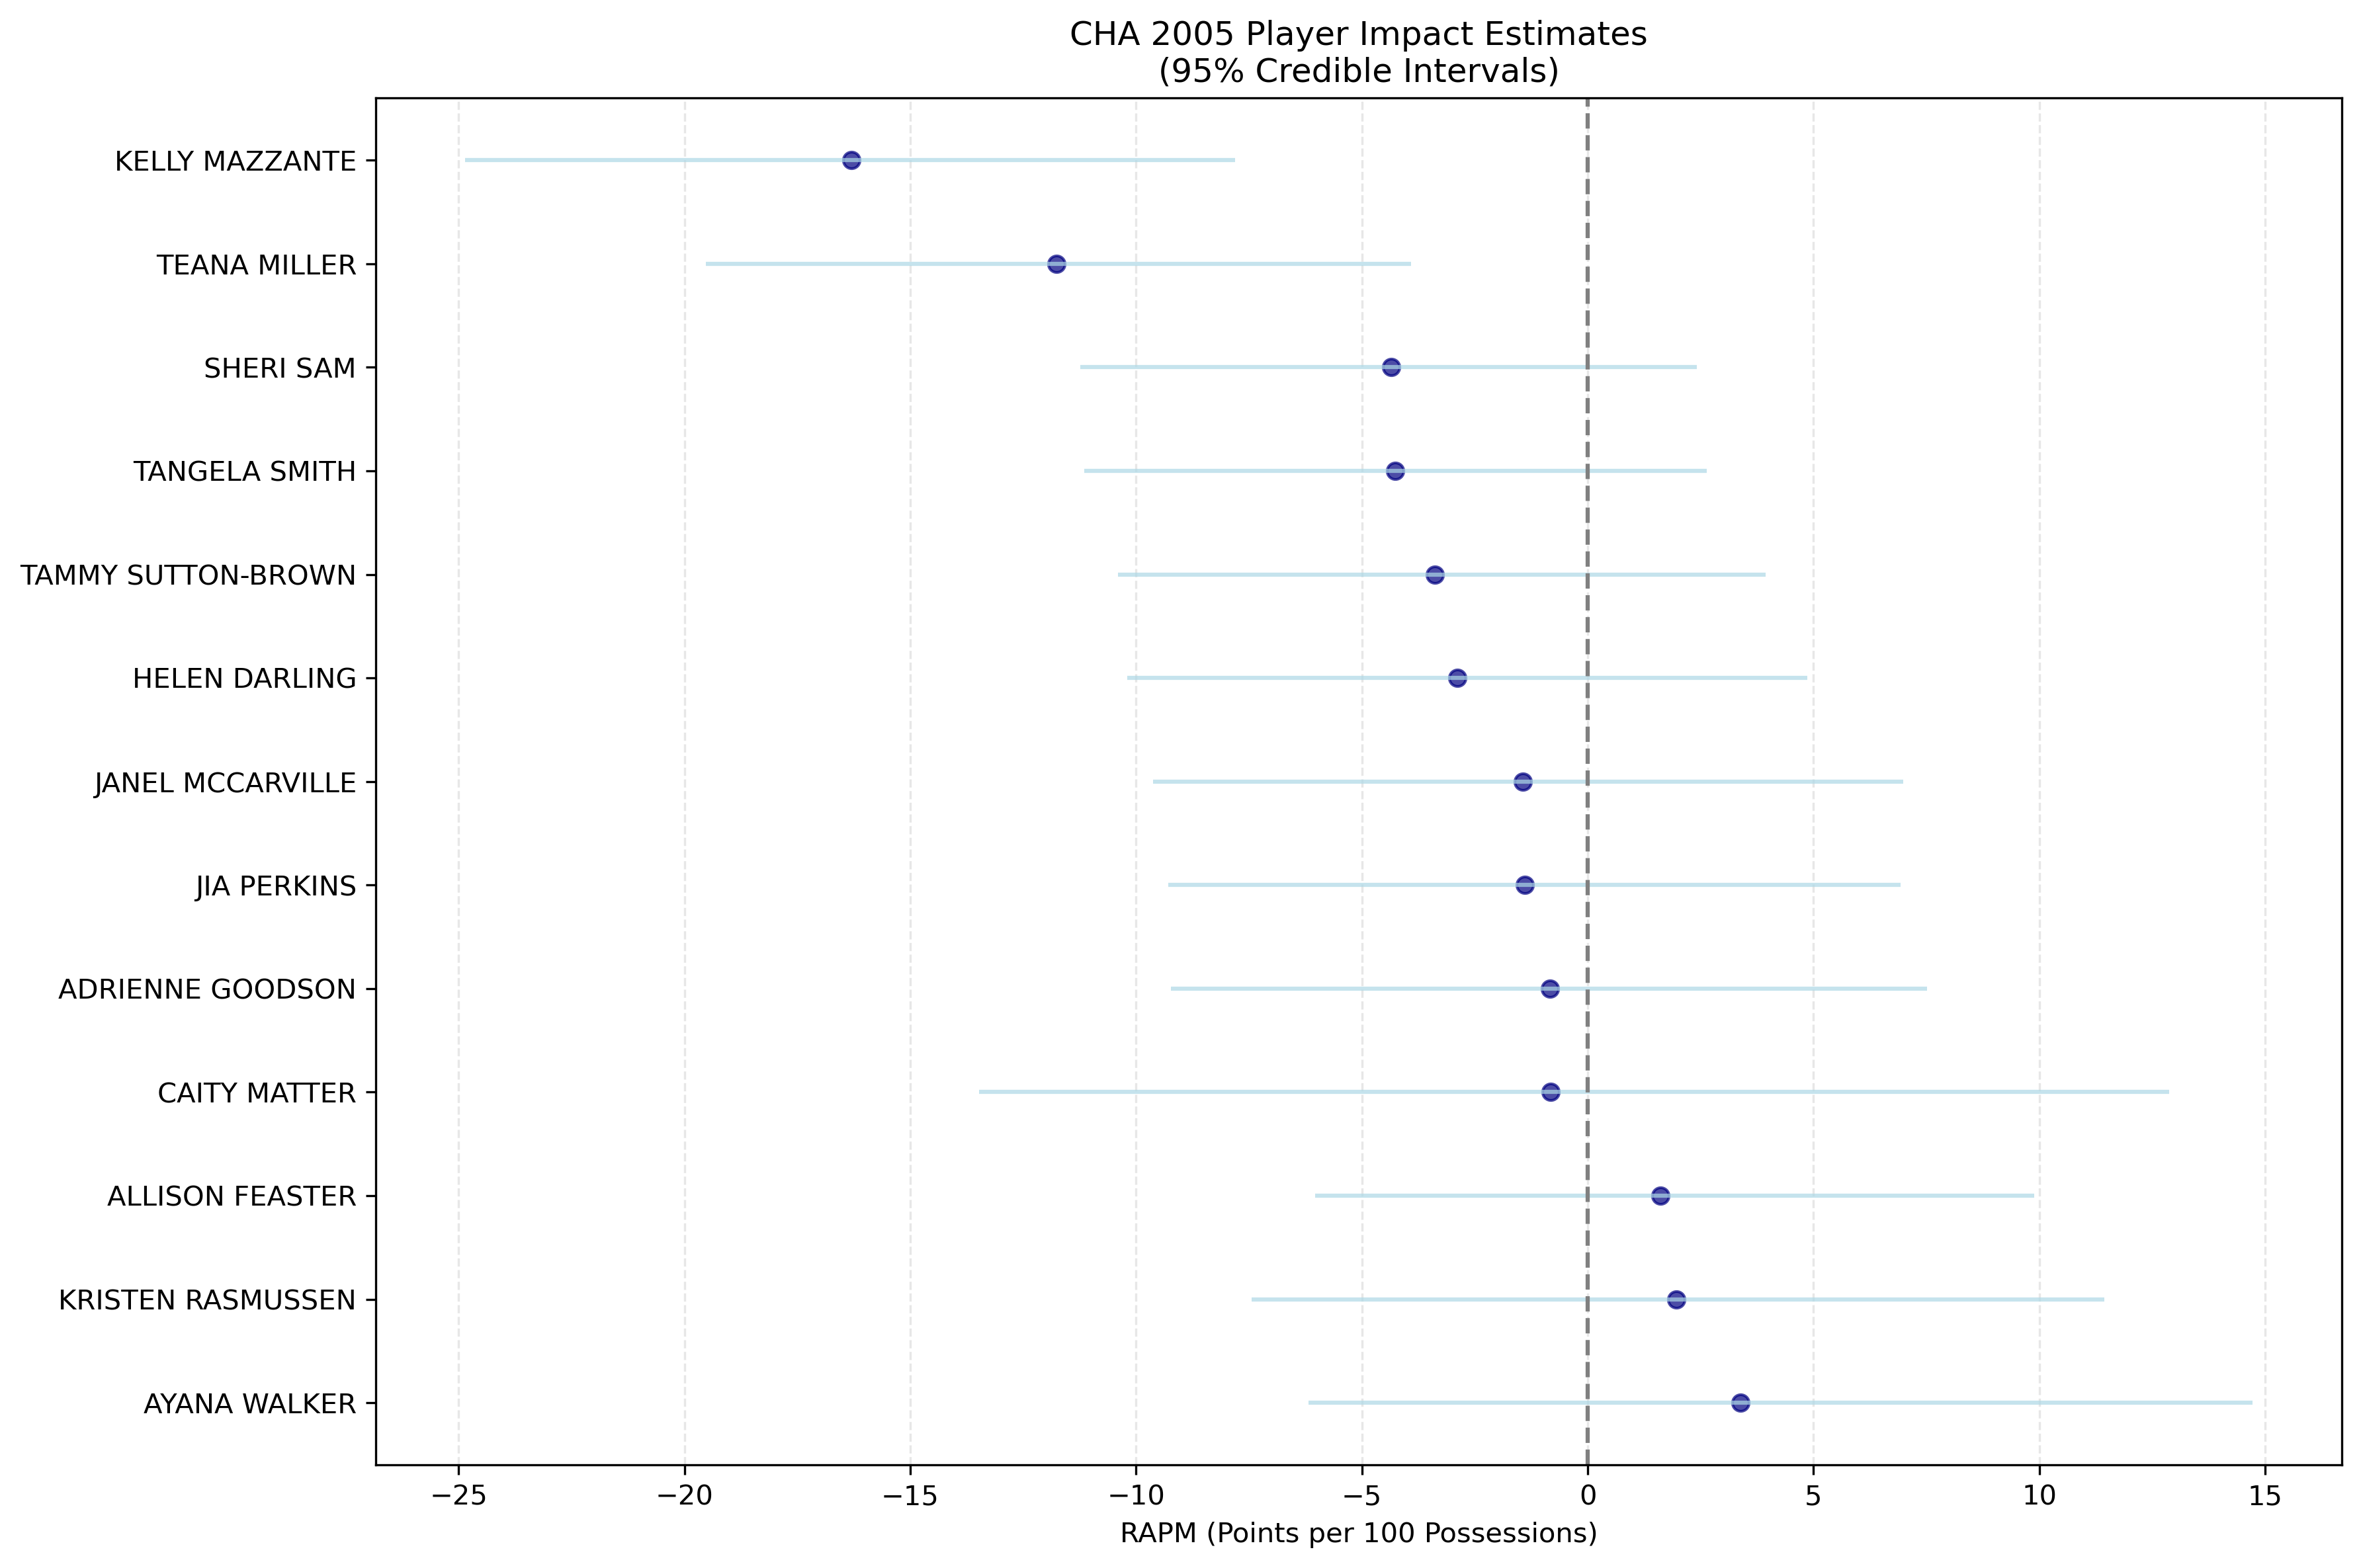 CHA 2005 Player Impact Estimates
(95% Credible Intervals)
KELLY MAZZANTE
TEANA MILLER
SHERI SAM
TANGELA SMITH
TAMMY SUTTON-BROWN
HELEN DARLING
JANEL MCCARVILLE
JIA PERKINS
ADRIENNE GOODSON
CAITY MATTER
ALLISON FEASTER
KRISTEN RASMUSSEN
AYANA WALKER
−25 −20 −15 −10 −5 0 5 10 15
RAPM (Points per 100 Possessions)